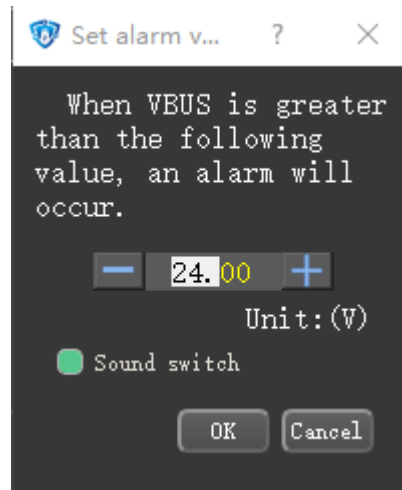 Set alarm v... ? ×
When VBUS is greater
than the following
value, an alarm will
occur.
− 24.00 +
Unit:(V)
Sound switch
OK Cancel